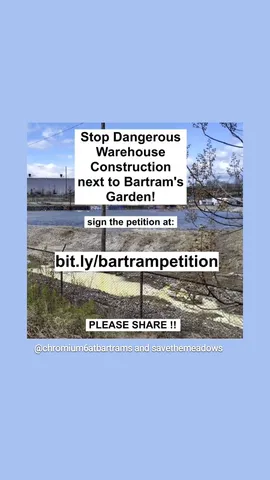 Stop Dangerous
Warehouse
Construction
next to Bartram's
Garden!
sign the petition at:
bit.ly/bartrampetition
PLEASE SHARE !!
@chromium6atbartrams and savethemeadows